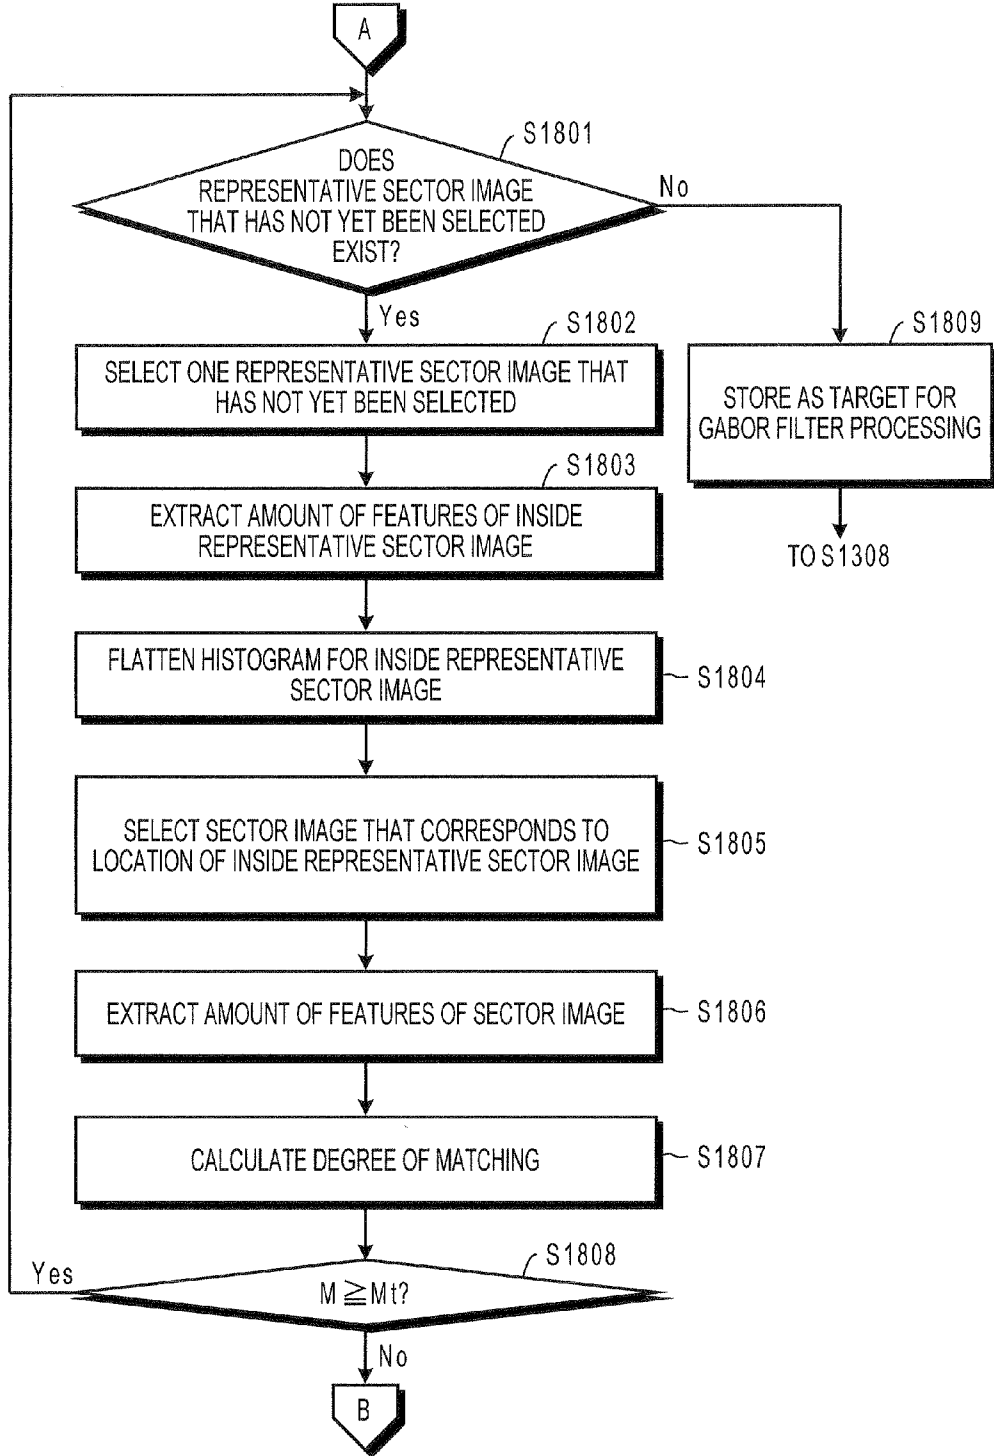 A
S1801
DOES
REPRESENTATIVE SECTOR IMAGE
THAT HAS NOT YET BEEN SELECTED
EXIST?
No
Yes
S1802
SELECT ONE REPRESENTATIVE SECTOR IMAGE THAT
HAS NOT YET BEEN SELECTED
S1809
STORE AS TARGET FOR
GABOR FILTER PROCESSING
TO S1308
S1803
EXTRACT AMOUNT OF FEATURES OF INSIDE
REPRESENTATIVE SECTOR IMAGE
FLATTEN HISTOGRAM FOR INSIDE REPRESENTATIVE
SECTOR IMAGE
S1804
SELECT SECTOR IMAGE THAT CORRESPONDS TO
LOCATION OF INSIDE REPRESENTATIVE SECTOR IMAGE
S1805
EXTRACT AMOUNT OF FEATURES OF SECTOR IMAGE
S1806
CALCULATE DEGREE OF MATCHING
S1807
S1808
Yes
M≧Mt?
No
B